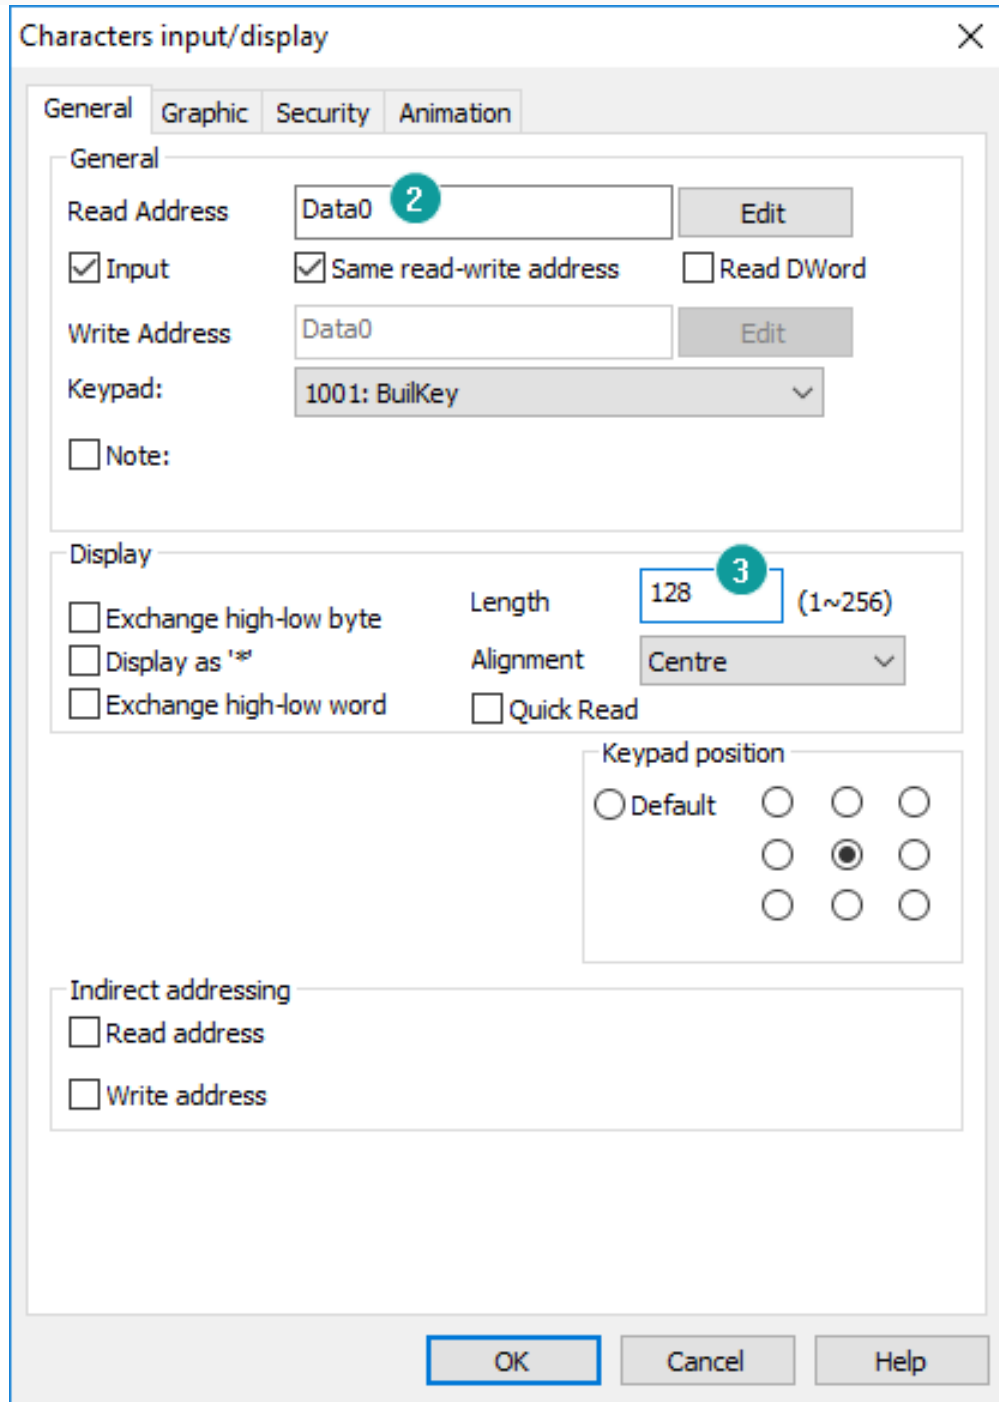 Characters input/display
General Graphic Security Animation
General
Read Address Data0 2 Edit
Input Same read-write address Read DWord
Write Address Data0 Edit
Keypad: 1001: BuilKey
Note:
Display
Exchange high-low byte Length 128 3 (1~256)
Display as '*' Alignment Centre
Exchange high-low word Quick Read
Keypad position
Default
Indirect addressing
Read address
Write address
OK Cancel Help